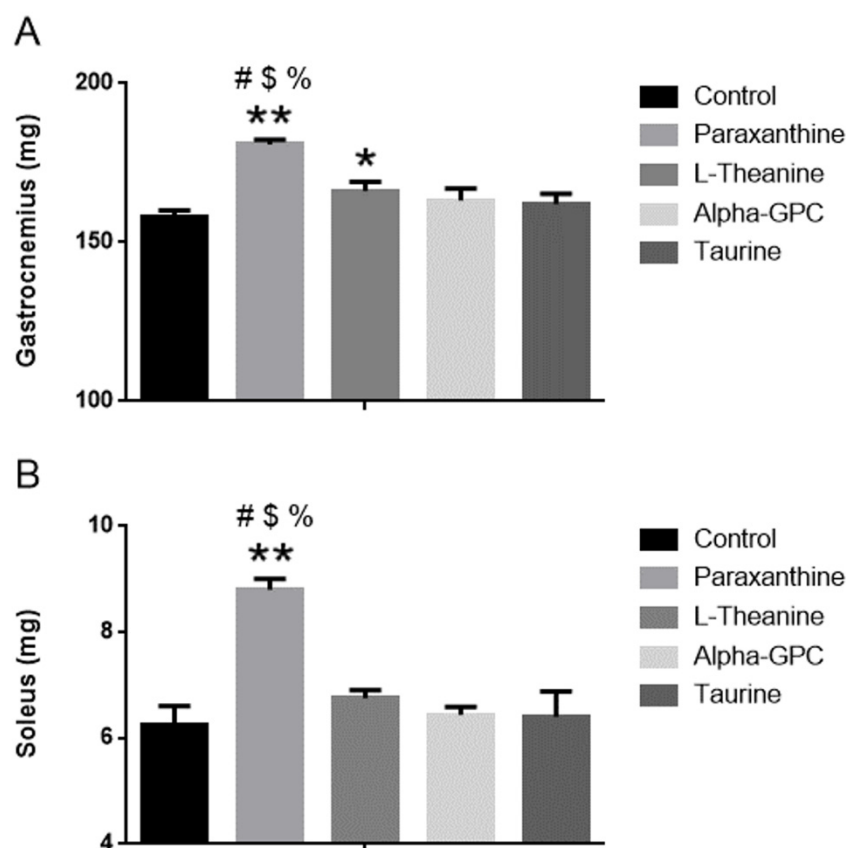 A
200
150
100
Gastrocnemius (mg)
# $ %
**
*
Control
Paraxanthine
L-Theanine
Alpha-GPC
Taurine
B
10
8
6
4
Soleus (mg)
# $ %
**
Control
Paraxanthine
L-Theanine
Alpha-GPC
Taurine